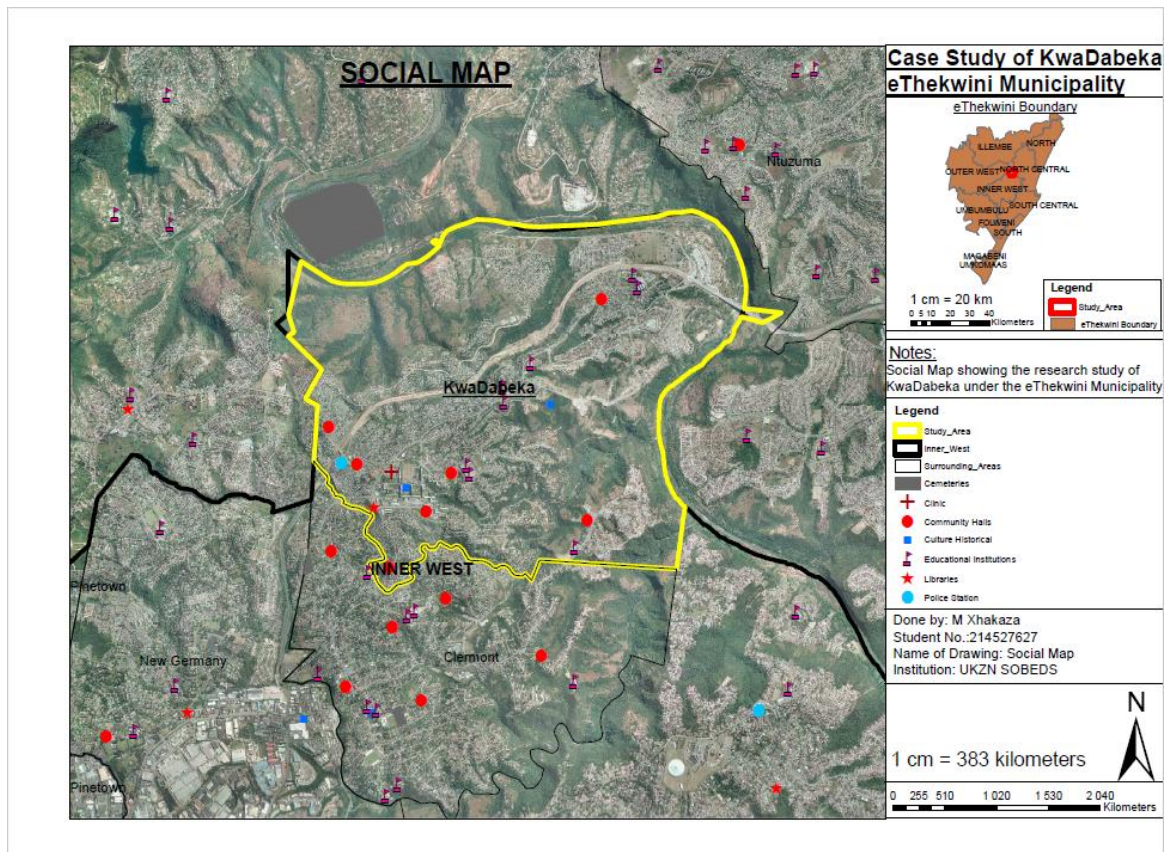 SOCIAL MAP
Ntuzuma
KwaDabeka
INNER WEST
Pinetown
New Germany
Clermont
Pinetown
Case Study of KwaDabeka
eThekwini Municipality
eThekwini Boundary
NORTH
ILLEMBE
OUTER WEST
NORTH CENTRAL
INNER WEST
SOUTH CENTRAL
UMBUMBULU
FOLWENI
SOUTH
MAGABENI
UMKOMAAS
1 cm = 20 km
0 5 10 20 30 40
Kilometers
Legend
Study_Area
eThekwini Boundary
Notes:
Social Map showing the research study of
KwaDabeka under the eThekwini Municipality
Legend
Study_Area
Inner_West
Surrounding_Areas
Cemeteries
Clinic
Community Halls
Culture Historical
Educational Institutions
Libraries
Police Station
Done by: M Xhakaza
Student No.:214527627
Name of Drawing: Social Map
Institution: UKZN SOBEDS
N
1 cm = 383 kilometers
0 255 510 1 020 1 530 2 040
Kilometers